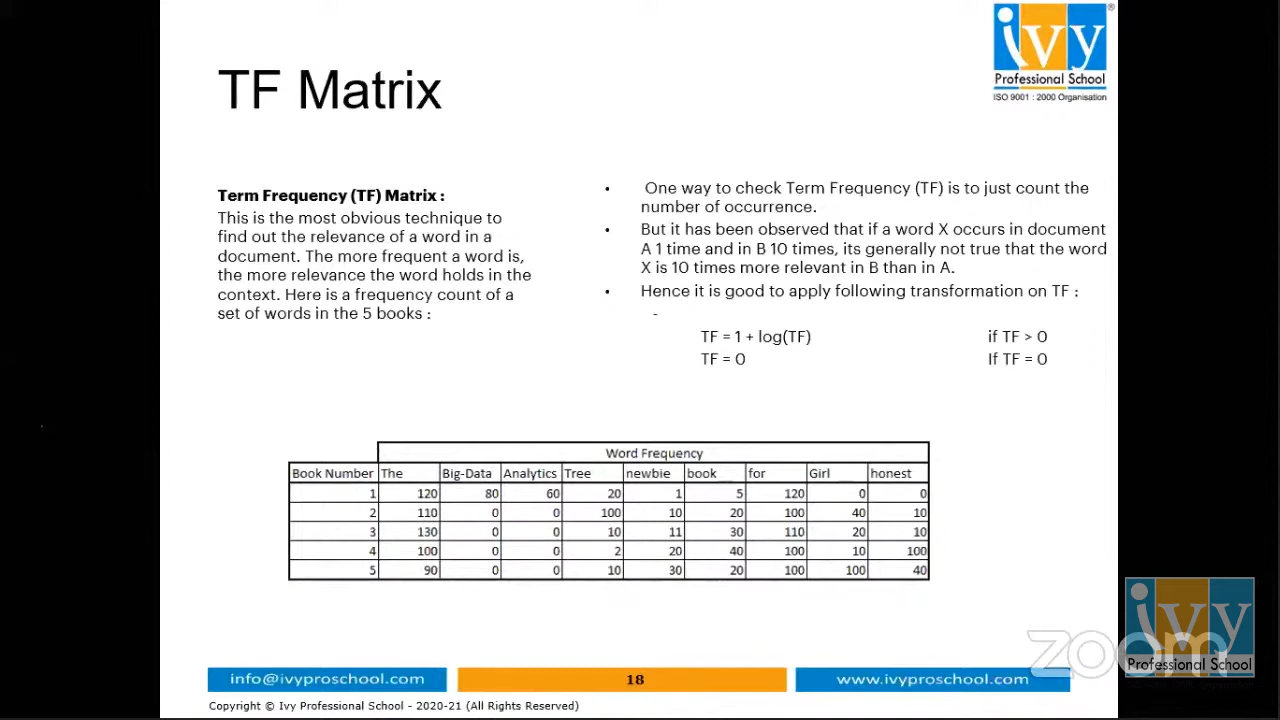 ivy
Professional School
ISO 9001 : 2000 Organisation
TF Matrix
Term Frequency (TF) Matrix :
This is the most obvious technique to
find out the relevance of a word in a
document. The more frequent a word is,
the more relevance the word holds in the
context. Here is a frequency count of a
set of words in the 5 books :
• One way to check Term Frequency (TF) is to just count the
number of occurrence.
• But it has been observed that if a word X occurs in document
A 1 time and in B 10 times, its generally not true that the word
X is 10 times more relevant in B than in A.
• Hence it is good to apply following transformation on TF :
-
TF = 1 + log(TF) if TF > 0
TF = 0 If TF = 0
Word Frequency
Book Number The Big-Data Analytics Tree newbie book for Girl honest
1 120 80 60 20 1 5 120 0 0
2 110 0 0 100 10 20 100 40 10
3 130 0 0 10 11 30 110 20 10
4 100 0 0 2 20 40 100 10 100
5 90 0 0 10 30 20 100 100 40
zoom
ivy
Professional School
info@ivyproschool.com 18 www.ivyproschool.com
Copyright © Ivy Professional School - 2020-21 (All Rights Reserved)